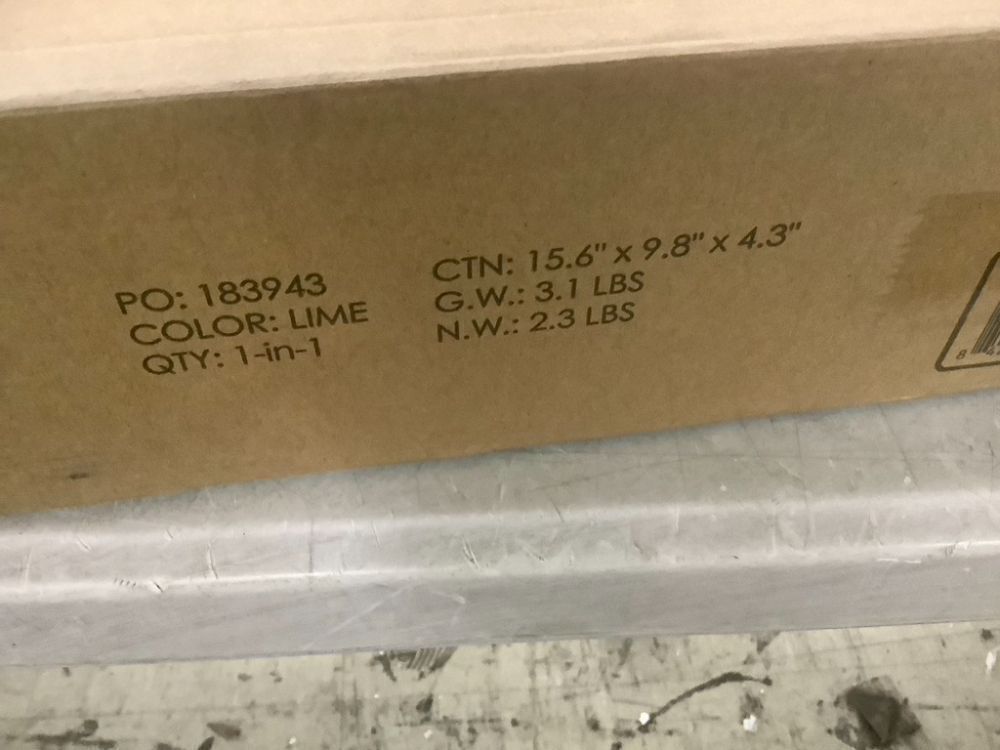 PO: 183943
COLOR: LIME
QTY: 1-in-1
CTN: 15.6" x 9.8" x 4.3"
G.W.: 3.1 LBS
N.W.: 2.3 LBS
8